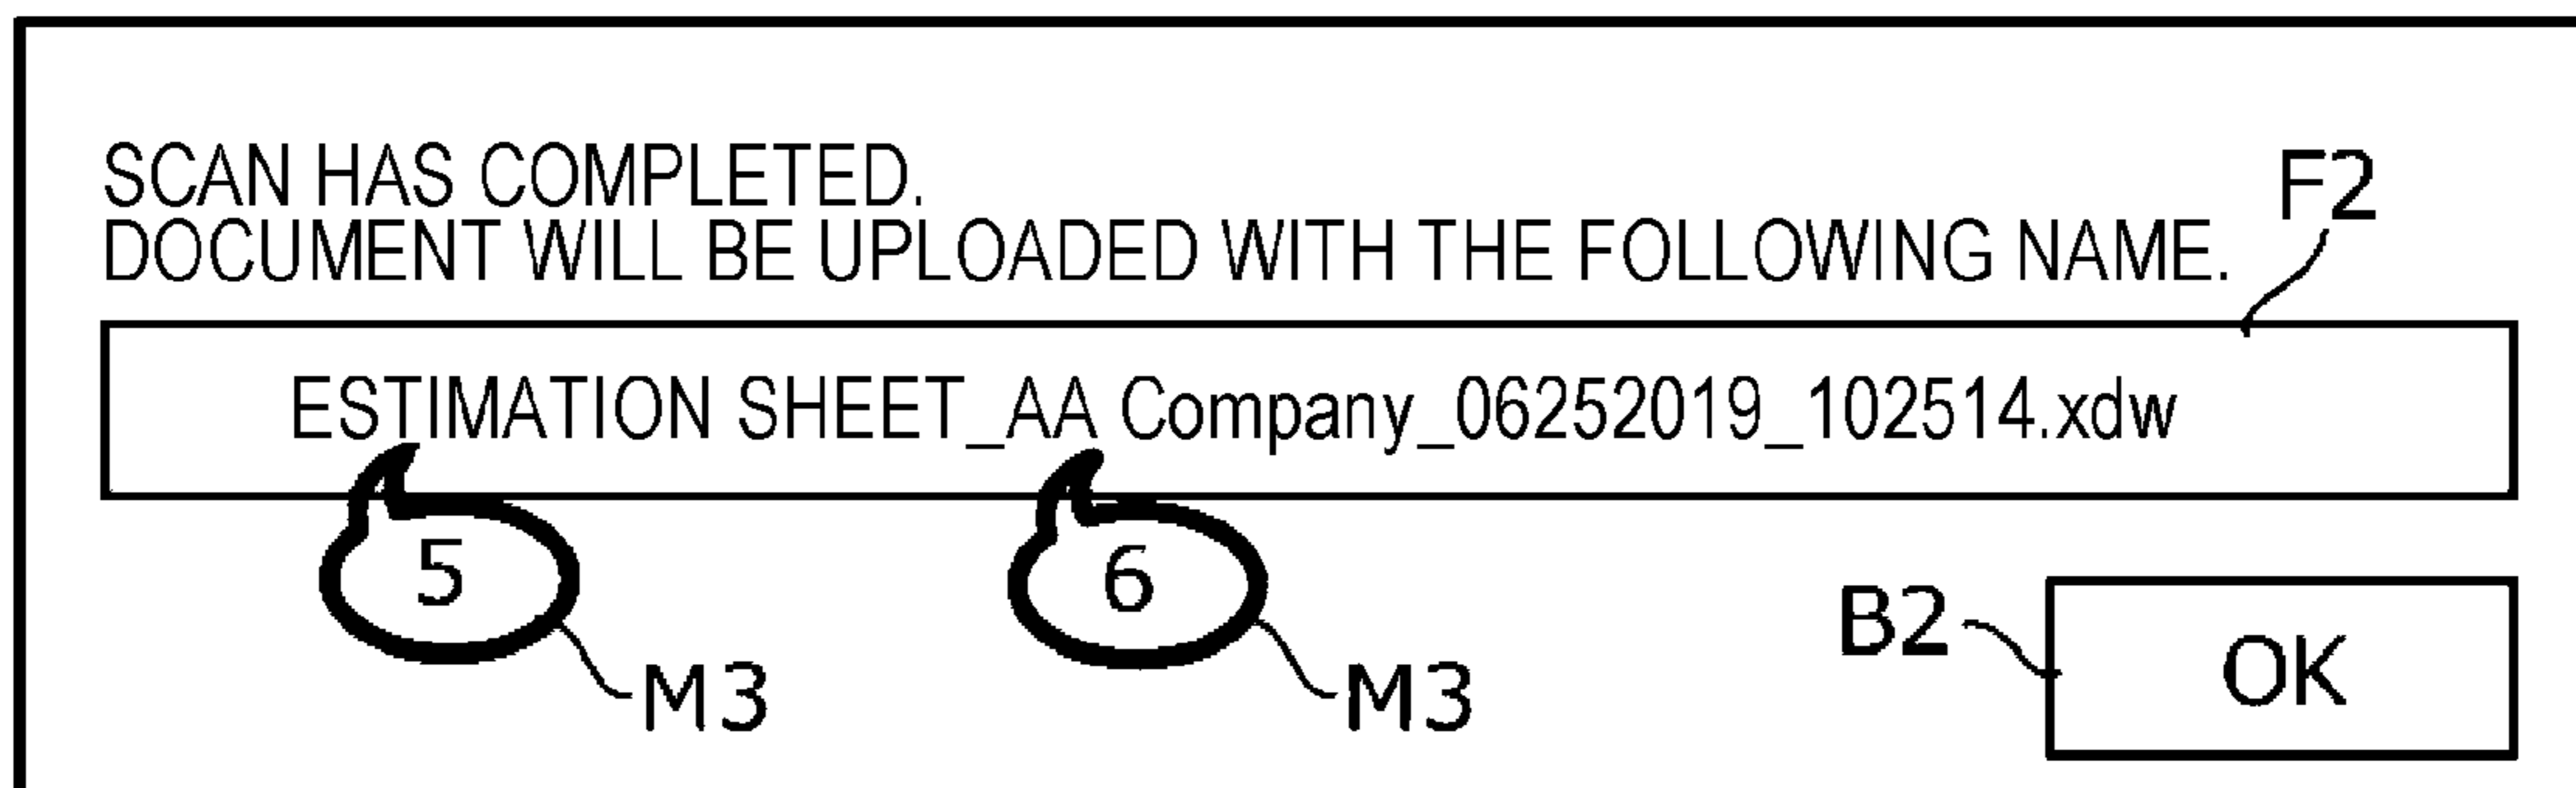 SCAN HAS COMPLETED.
DOCUMENT WILL BE UPLOADED WITH THE FOLLOWING NAME.
F2
ESTIMATION SHEET_AA Company_06252019_102514.xdw
5
6
M3
M3
B2
OK